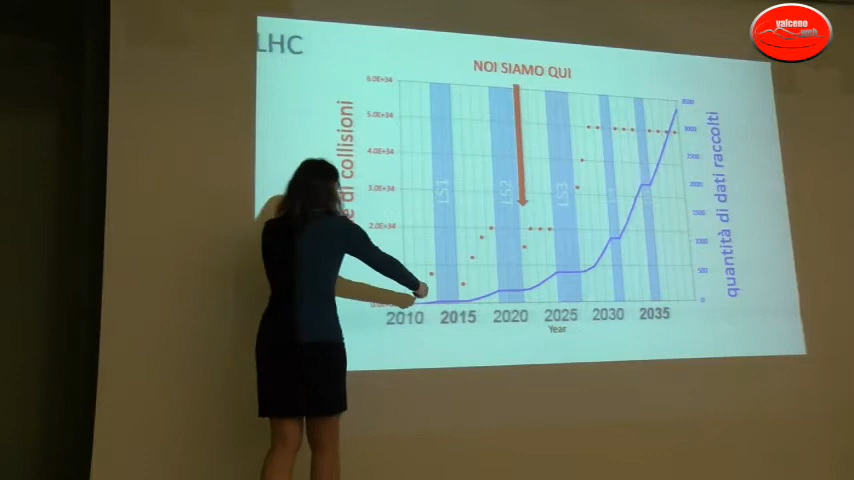 valceno
web
LHC
NOI SIAMO QUI
e di collisioni
quantità di dati raccolti
6.0E+34
5.0E+34
4.0E+34
3.0E+34
2.0E+34
3500
3000
2500
2000
1500
1000
500
0
LS1
LS2
LS3
2010 2015 2020 2025 2030 2035
Year